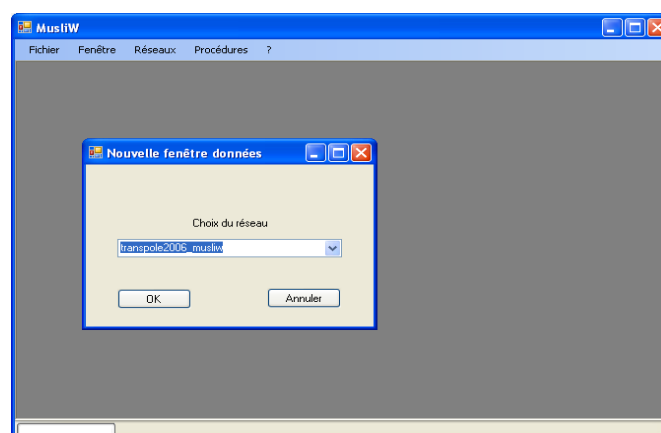 MusliW
Fichier Fenêtre Réseaux Procédures ?
Nouvelle fenêtre données
Choix du réseau
transpole2006_musliw
OK Annuler